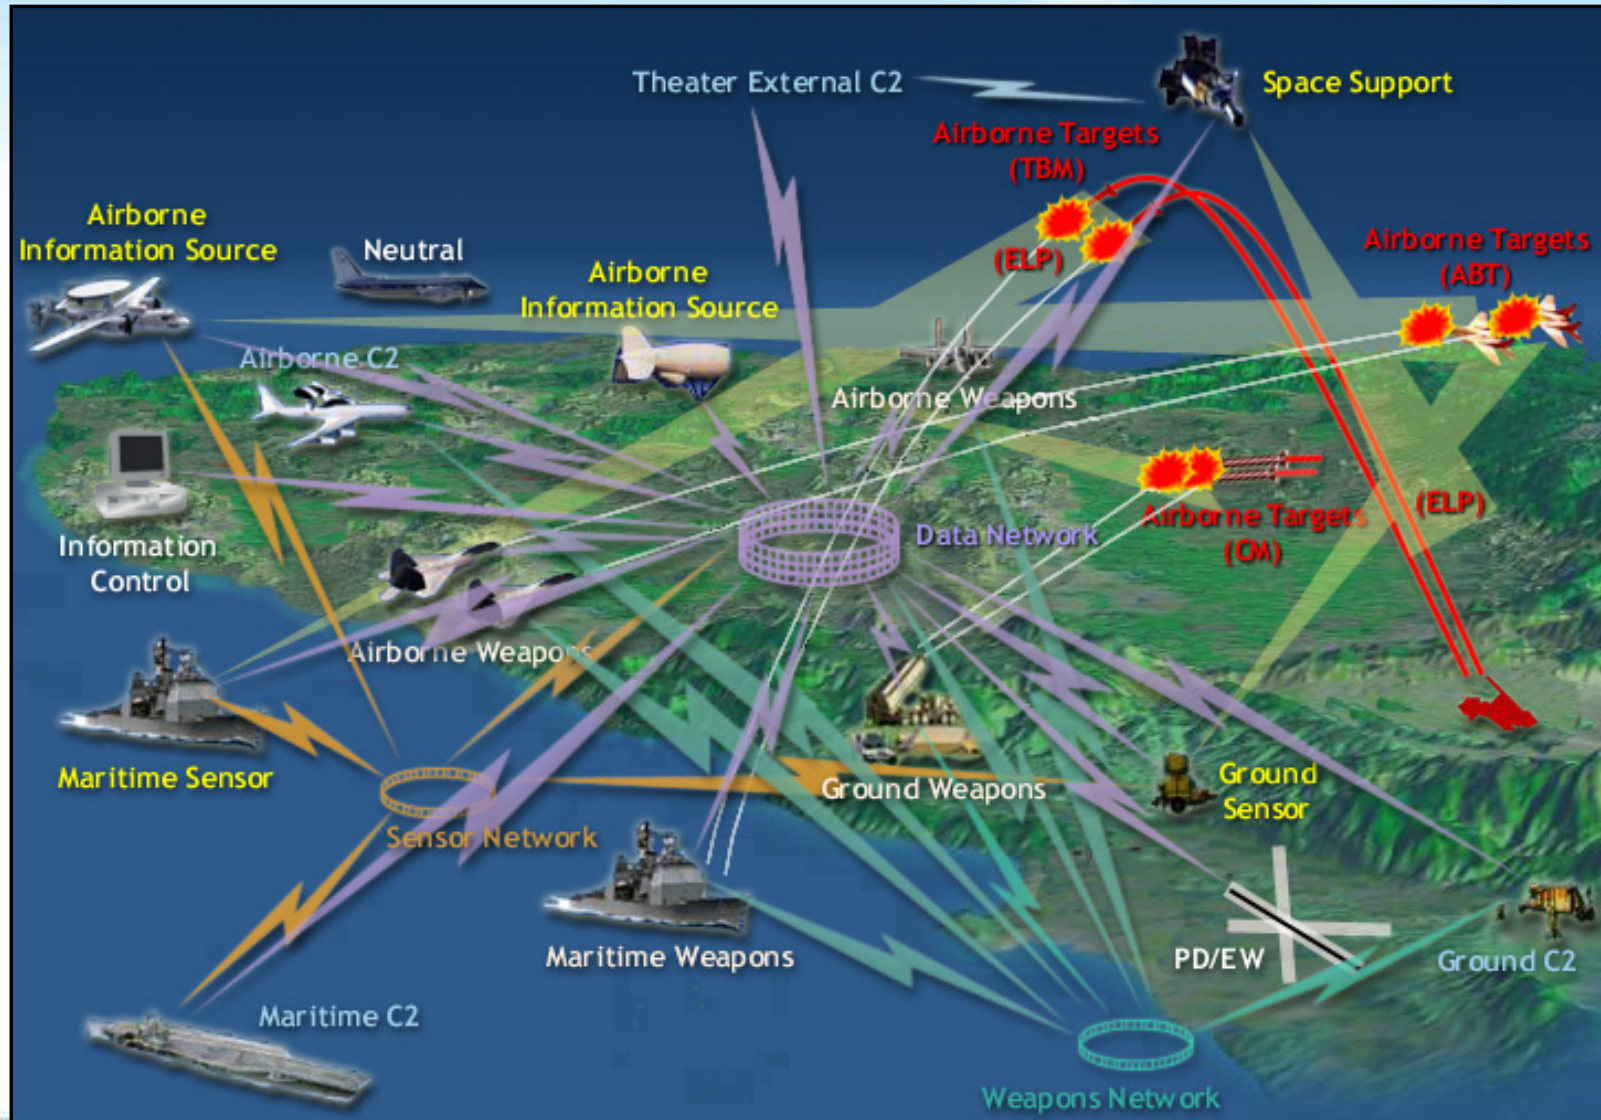 Theater External C2
Space Support
Airborne Targets
(TBM)
Airborne
Information Source
Neutral
Airborne
Information Source
(ELP)
Airborne Targets
(ABT)
Airborne C2
Airborne Weapons
Information
Control
Data Network
Airborne Targets
(CM)
(ELP)
Airborne Weapons
Maritime Sensor
Sensor Network
Ground Weapons
Ground
Sensor
Maritime Weapons
PD/EW
Ground C2
Maritime C2
Weapons Network